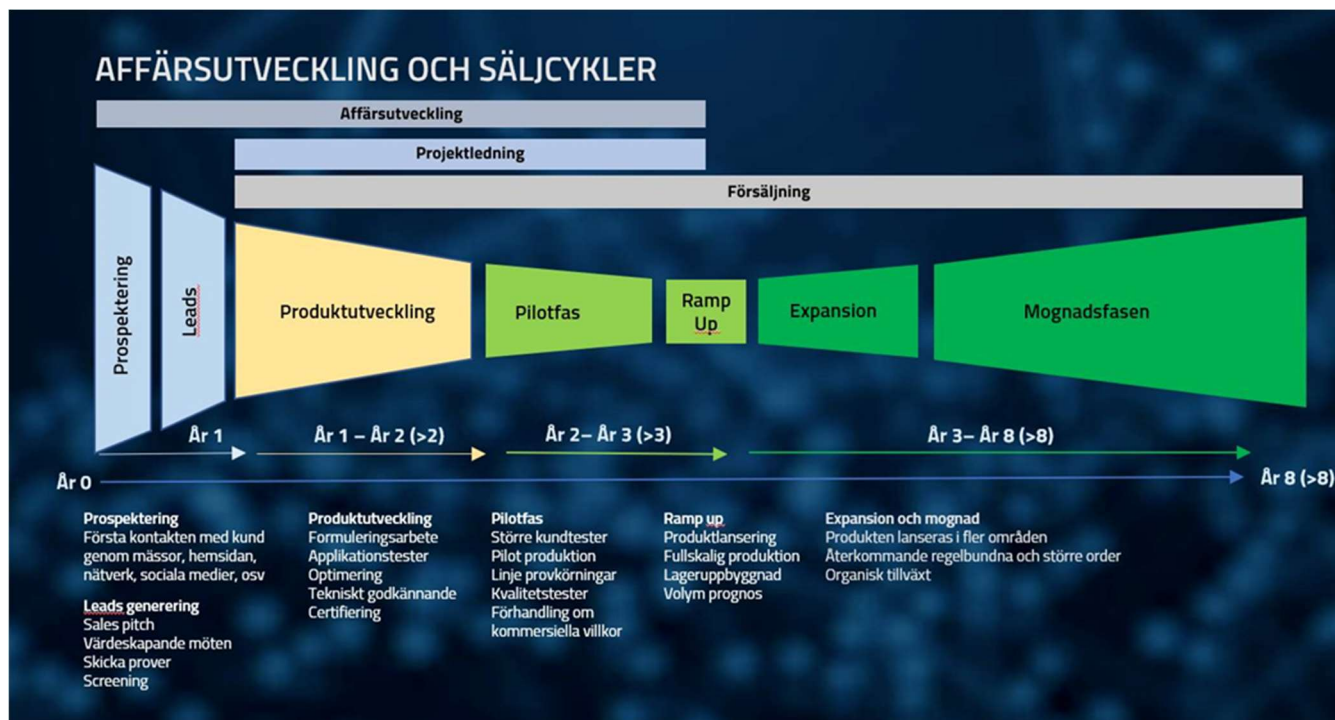 AFFÄRSUTVECKLING OCH SÄLJCYKLER
Affärsutveckling
Projektledning
Försäljning
Prospektering
Leads
Produktutveckling
Pilotfas
Ramp
Up
Expansion
Mognadsfasen
År 1
År 1 – År 2 (>2)
År 2– År 3 (>3)
År 3– År 8 (>8)
År 0
År 8 (>8)
Prospektering
Första kontakten med kund
genom mässor, hemsidan,
nätverk, sociala medier, osv
Leads generering
Sales pitch
Värdeskapande möten
Skicka prover
Screening
Produktutveckling
Formuleringsarbete
Applikationstester
Optimering
Tekniskt godkännande
Certifiering
Pilotfas
Större kundtester
Pilot produktion
Linje provkörningar
Kvalitetstester
Förhandling om
kommersiella villkor
Ramp up
Produktlansering
Fullskalig produktion
Lageruppbyggnad
Volym prognos
Expansion och mognad
Produkten lanseras i fler områden
Återkommande regelbundna och större order
Organisk tillväxt